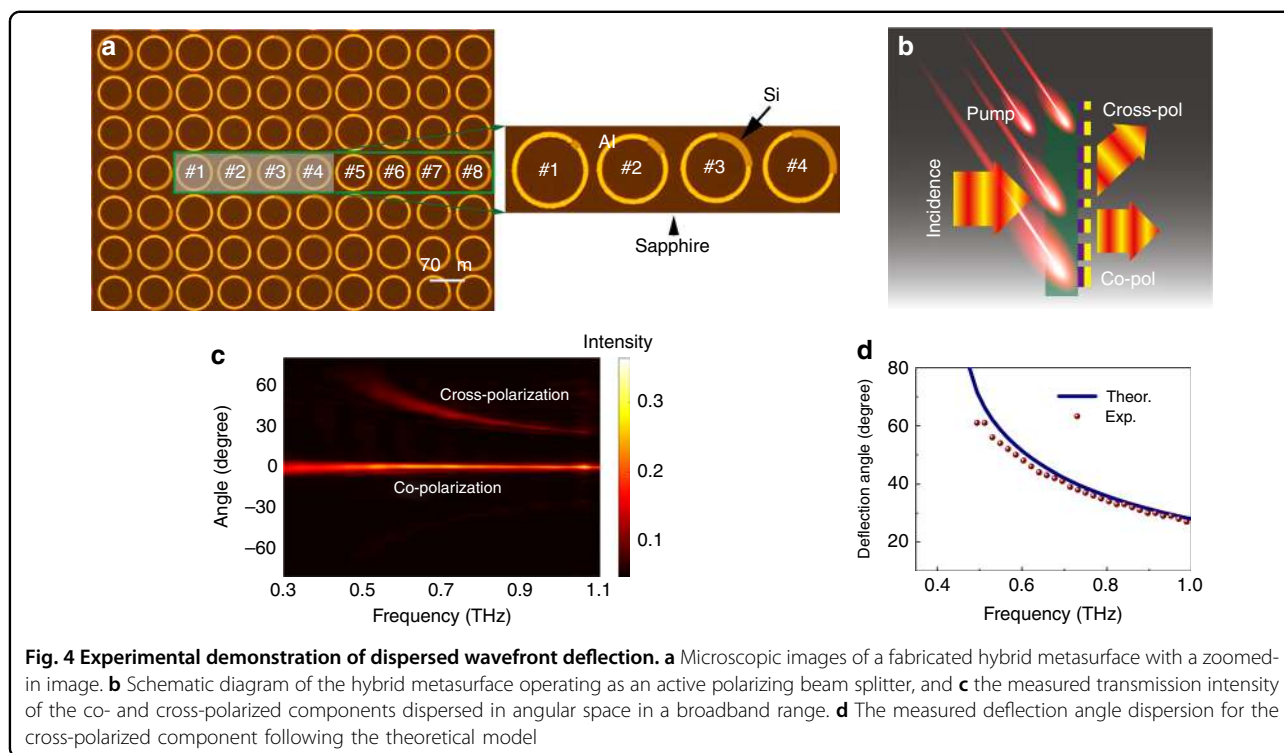 a
#1 #2 #3 #4 #5 #6 #7 #8
70 m
Si
Al
#1 #2 #3 #4
Sapphire
b
Pump
Cross-pol
Incidence
Co-pol
c
Intensity
Cross-polarization
Co-polarization
60
30
0
–30
–60
Angle (degree)
0.3 0.5 0.7 0.9 1.1
Frequency (THz)
0.3
0.2
0.1
d
80
60
40
20
Deflection angle (degree)
Theor.
Exp.
0.4 0.6 0.8 1.0
Frequency (THz)
Fig. 4 Experimental demonstration of dispersed wavefront deflection. a Microscopic images of a fabricated hybrid metasurface with a zoomed-
in image. b Schematic diagram of the hybrid metasurface operating as an active polarizing beam splitter, and c the measured transmission intensity
of the co- and cross-polarized components dispersed in angular space in a broadband range. d The measured deflection angle dispersion for the
cross-polarized component following the theoretical model